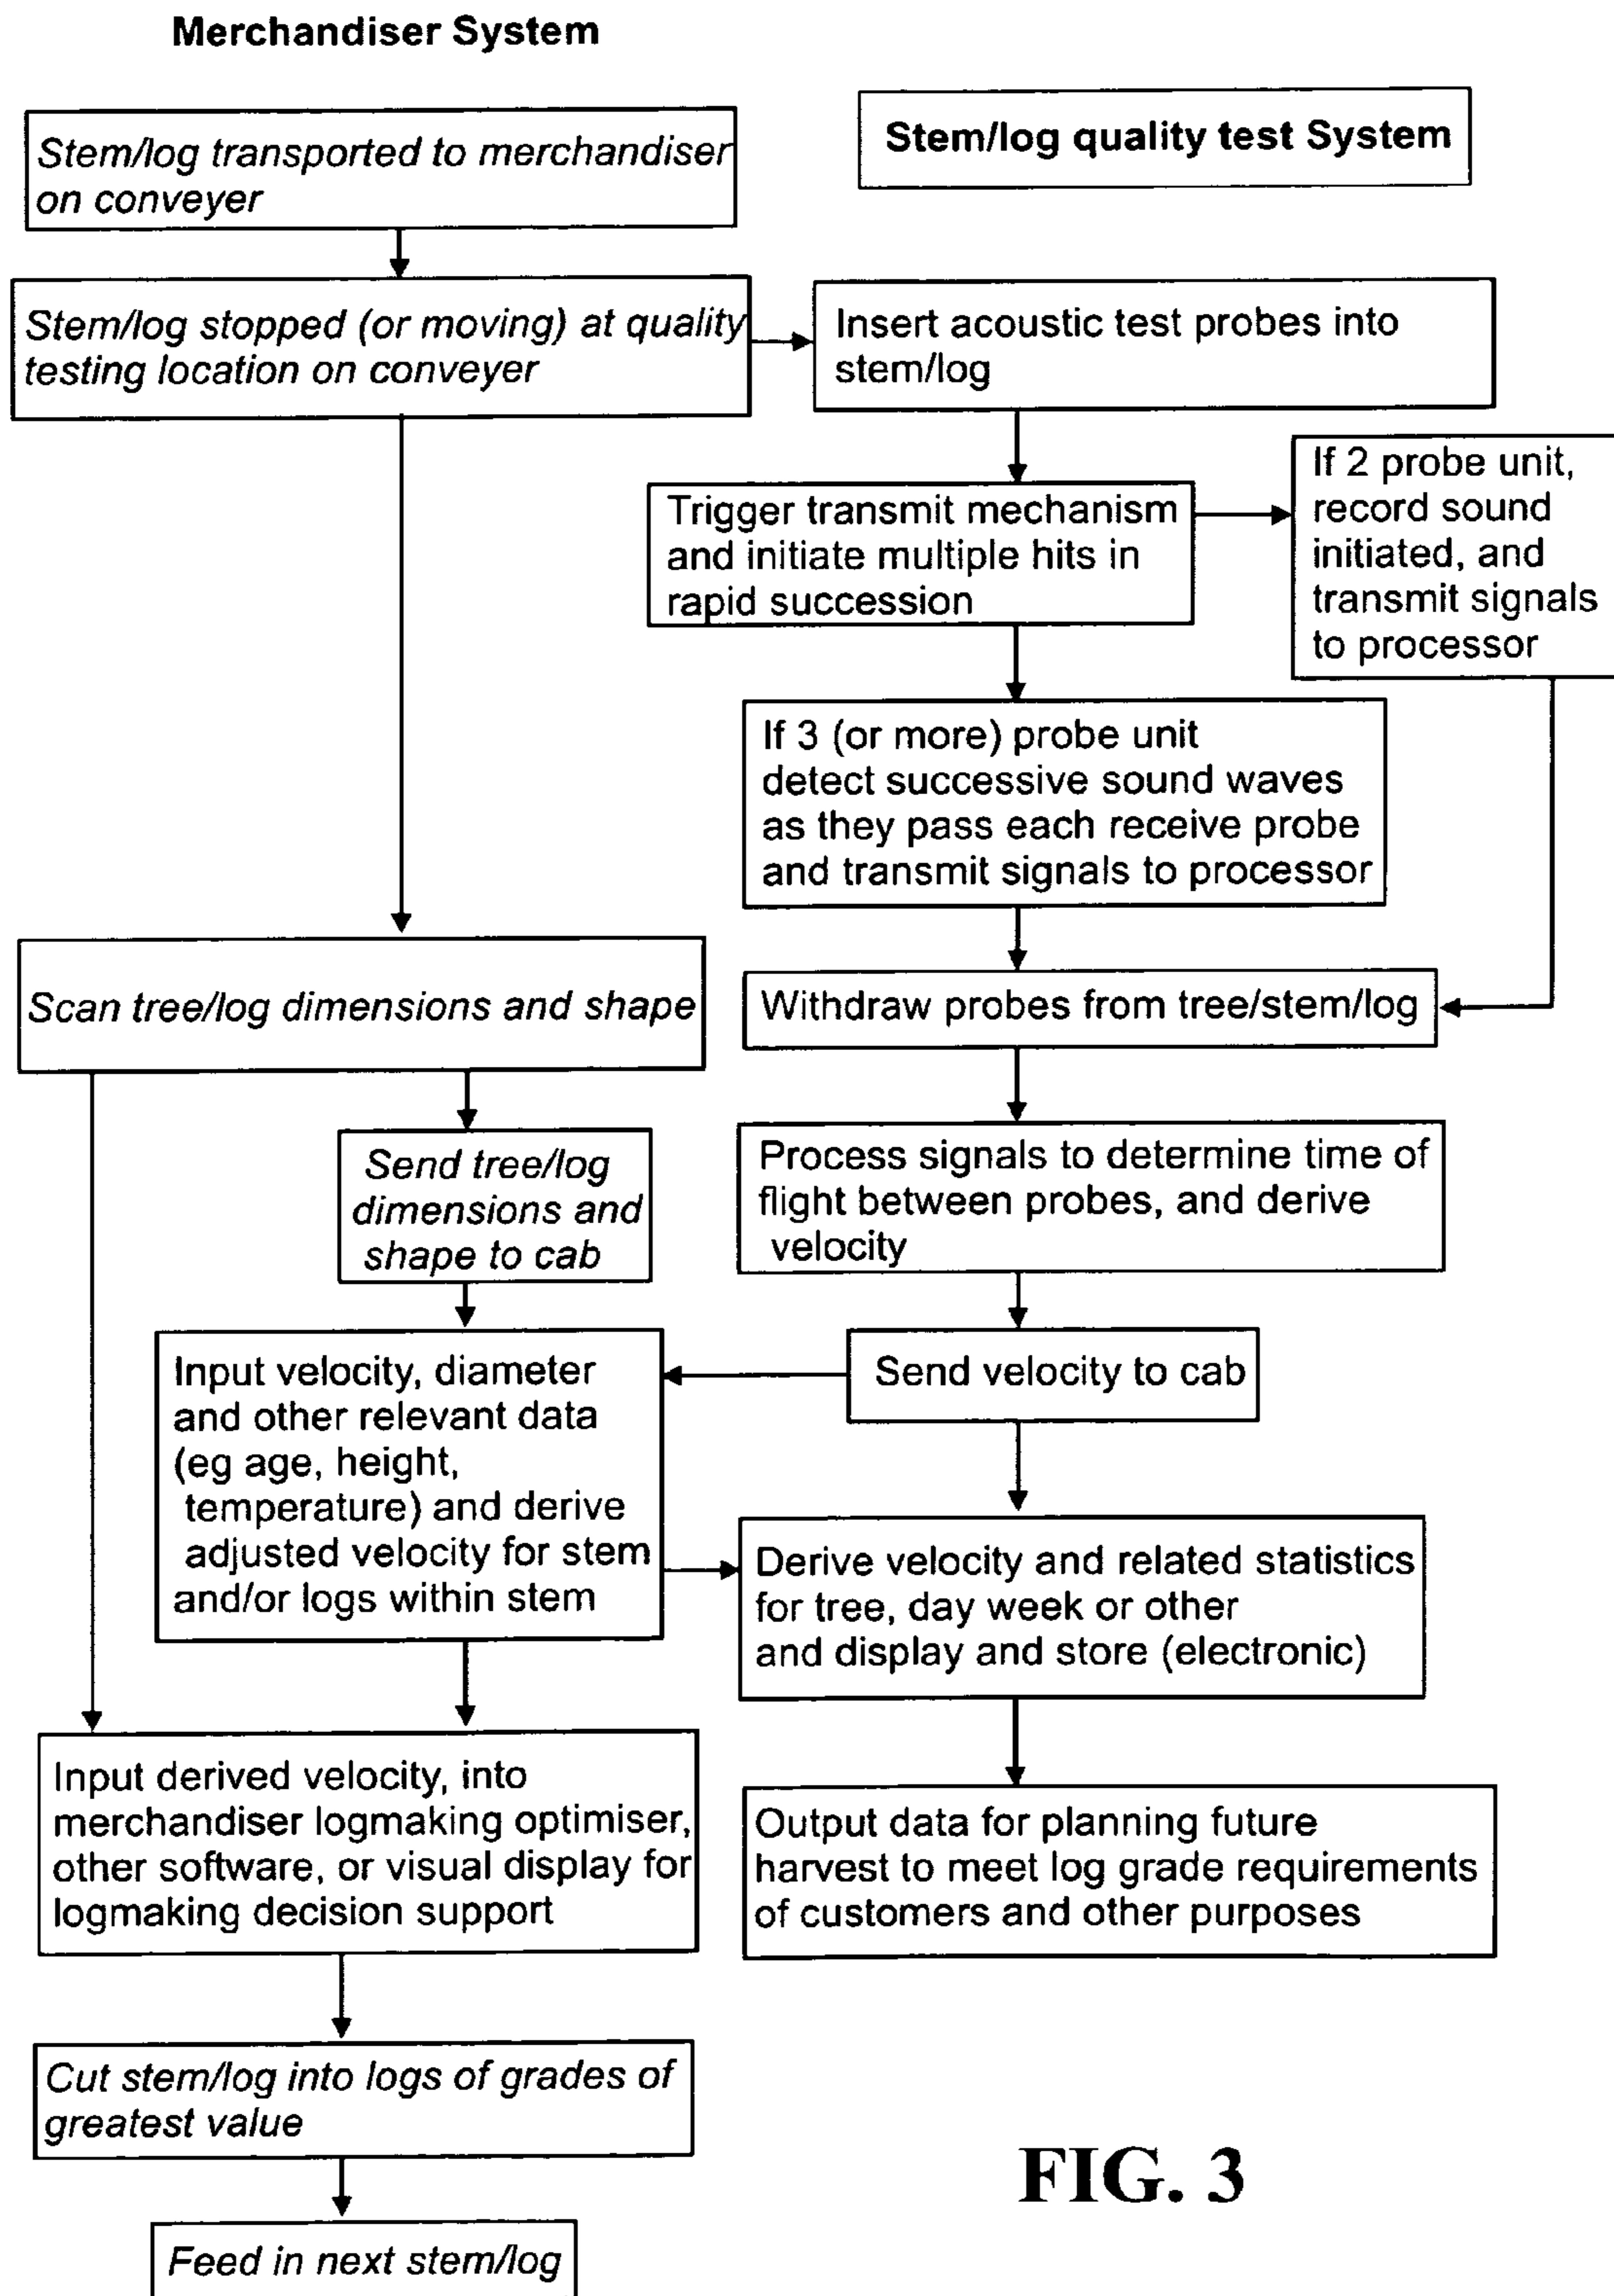 Merchandiser System
Stem/log quality test System
Stem/log transported to merchandiser
on conveyer
Stem/log stopped (or moving) at quality
testing location on conveyer
Insert acoustic test probes into
stem/log
Trigger transmit mechanism
and initiate multiple hits in
rapid succession
If 2 probe unit,
record sound
initiated, and
transmit signals
to processor
If 3 (or more) probe unit
detect successive sound waves
as they pass each receive probe
and transmit signals to processor
Scan tree/log dimensions and shape
Withdraw probes from tree/stem/log
Send tree/log
dimensions and
shape to cab
Process signals to determine time of
flight between probes, and derive
velocity
Input velocity, diameter
and other relevant data
(eg age, height,
temperature) and derive
adjusted velocity for stem
and/or logs within stem
Send velocity to cab
Derive velocity and related statistics
for tree, day week or other
and display and store (electronic)
Input derived velocity, into
merchandiser logmaking optimiser,
other software, or visual display for
logmaking decision support
Output data for planning future
harvest to meet log grade requirements
of customers and other purposes
Cut stem/log into logs of grades of
greatest value
Feed in next stem/log
FIG. 3